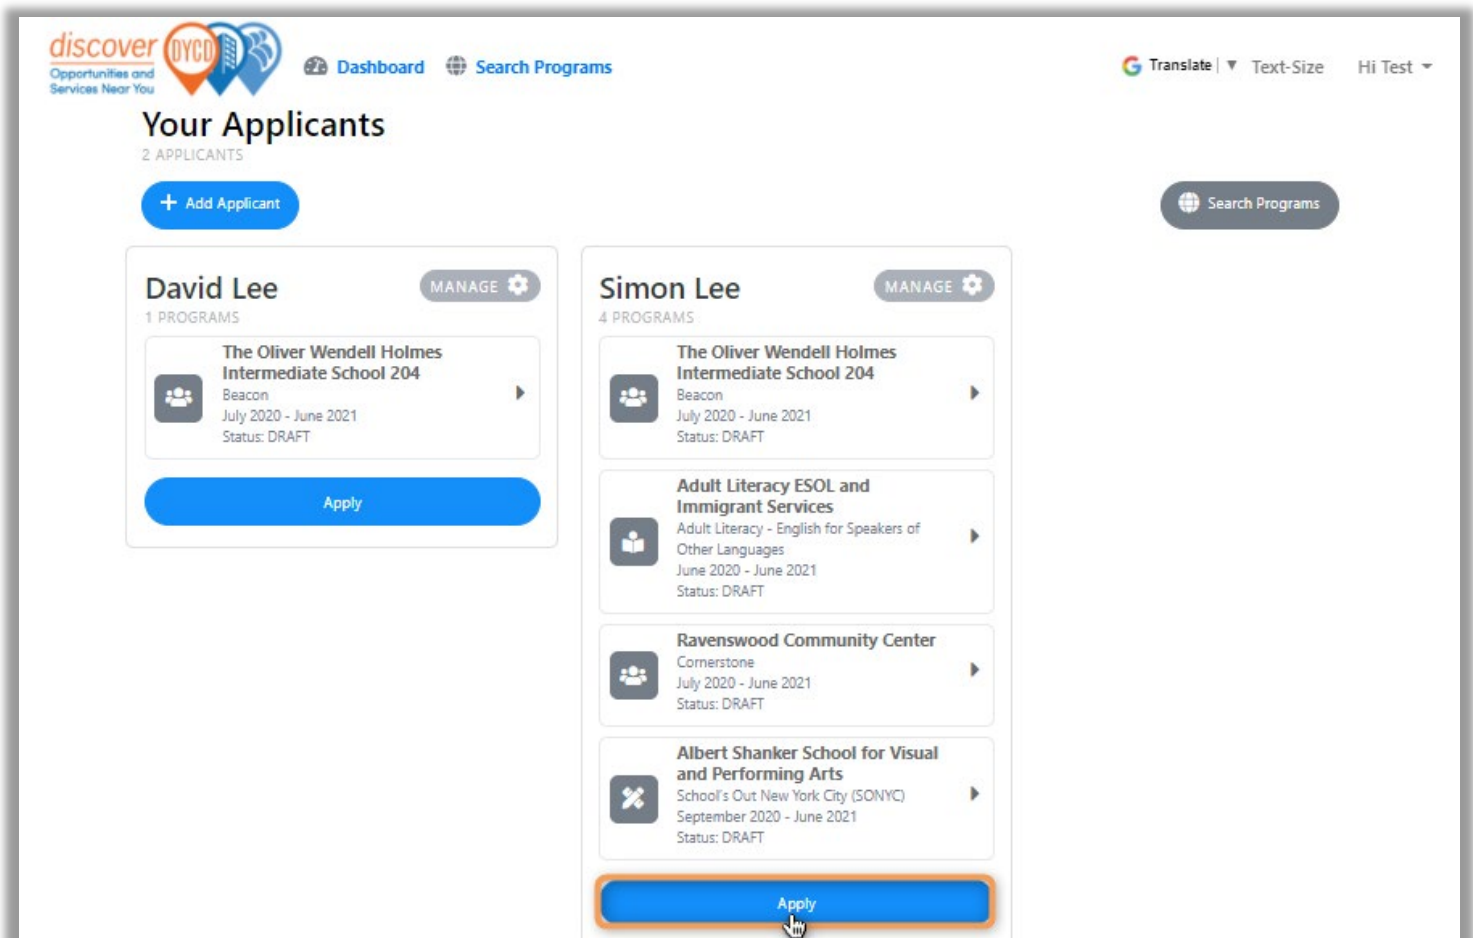 discover
DYCD
Opportunities and
Services Near You
Dashboard
Search Programs
Translate | ▼
Text-Size
Hi Test
Your Applicants
2 APPLICANTS
+ Add Applicant
Search Programs
David Lee
MANAGE
1 PROGRAMS
The Oliver Wendell Holmes
Intermediate School 204
Beacon
July 2020 - June 2021
Status: DRAFT
Apply
Simon Lee
MANAGE
4 PROGRAMS
The Oliver Wendell Holmes
Intermediate School 204
Beacon
July 2020 - June 2021
Status: DRAFT
Adult Literacy ESOL and
Immigrant Services
Adult Literacy - English for Speakers of
Other Languages
June 2020 - June 2021
Status: DRAFT
Ravenswood Community Center
Cornerstone
July 2020 - June 2021
Status: DRAFT
Albert Shanker School for Visual
and Performing Arts
School's Out New York City (SONYC)
September 2020 - June 2021
Status: DRAFT
Apply